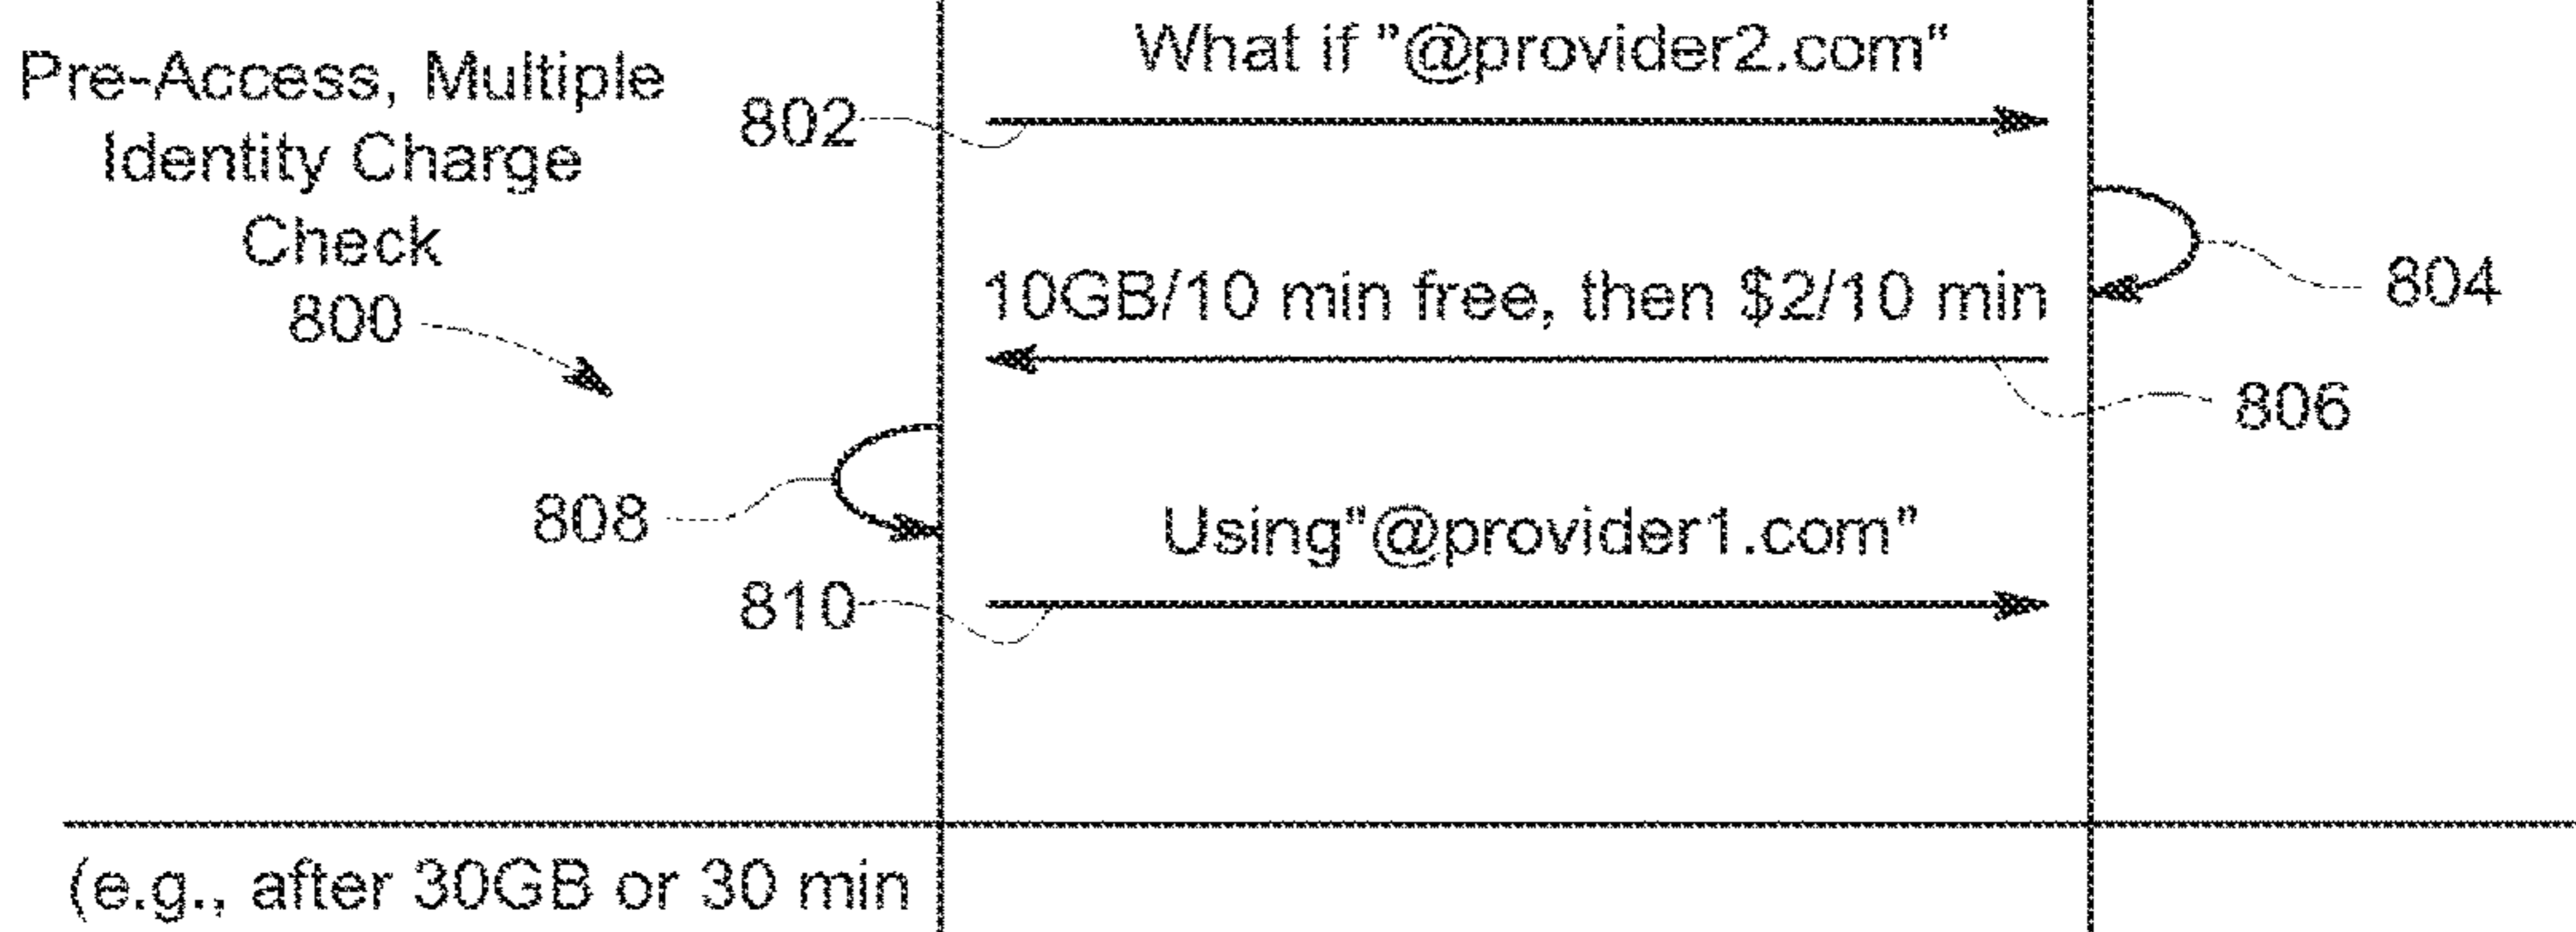 Pre-Access, Multiple
Identity Charge
Check
800
What if "@provider2.com"
802
804
10GB/10 min free, then $2/10 min
806
808
Using"@provider1.com"
810
(e.g., after 30GB or 30 min